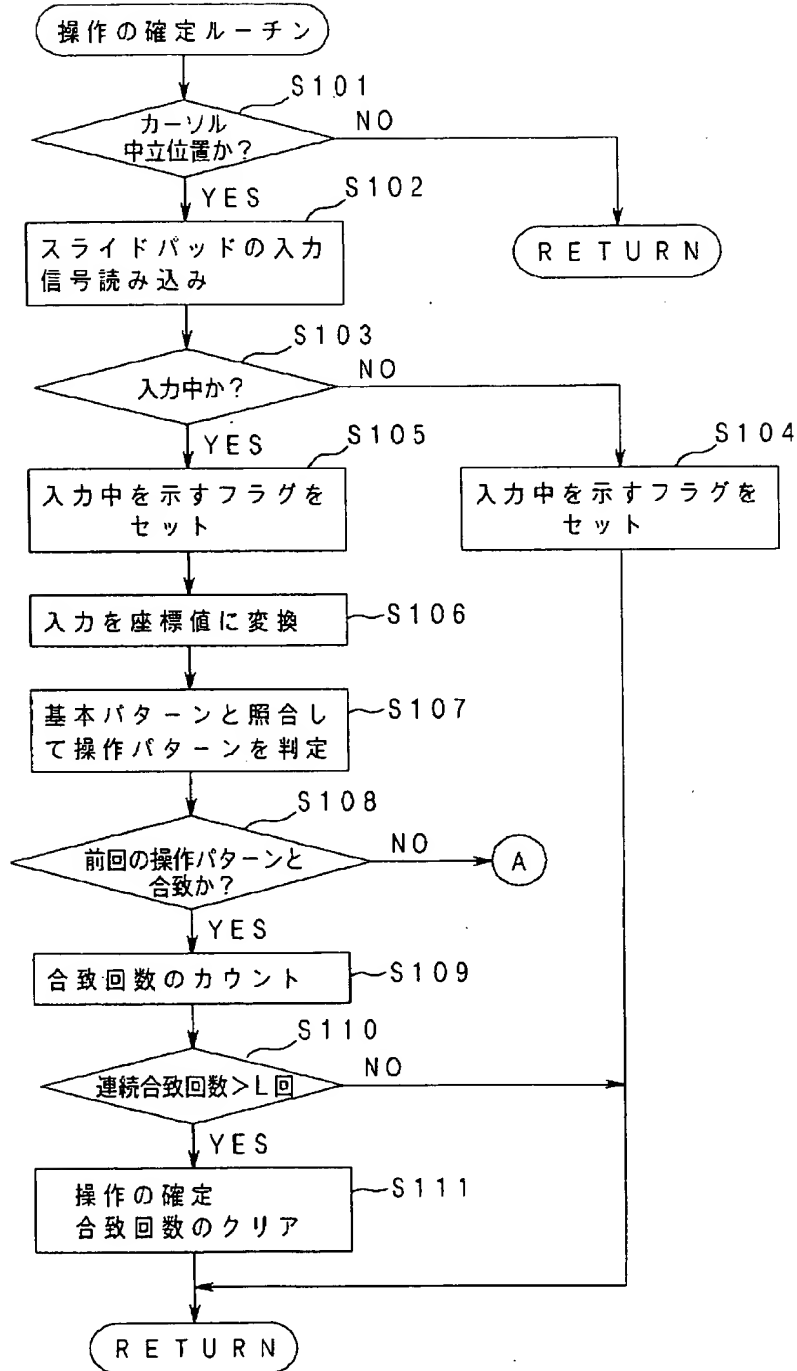 操作の確定ルーチン
S101
カーソル
中立位置か?
NO
YES
S102
スライドパッドの入力
信号読み込み
RETURN
S103
入力中か?
NO
YES
S105
S104
入力中を示すフラグを
セット
入力中を示すフラグを
セット
入力を座標値に変換
S106
基本パターンと照合し
て操作パターンを判定
S107
S108
前回の操作パターンと
合致か?
NO
A
YES
合致回数のカウント
S109
S110
連続合致回数>L回
NO
YES
操作の確定
合致回数のクリア
S111
RETURN